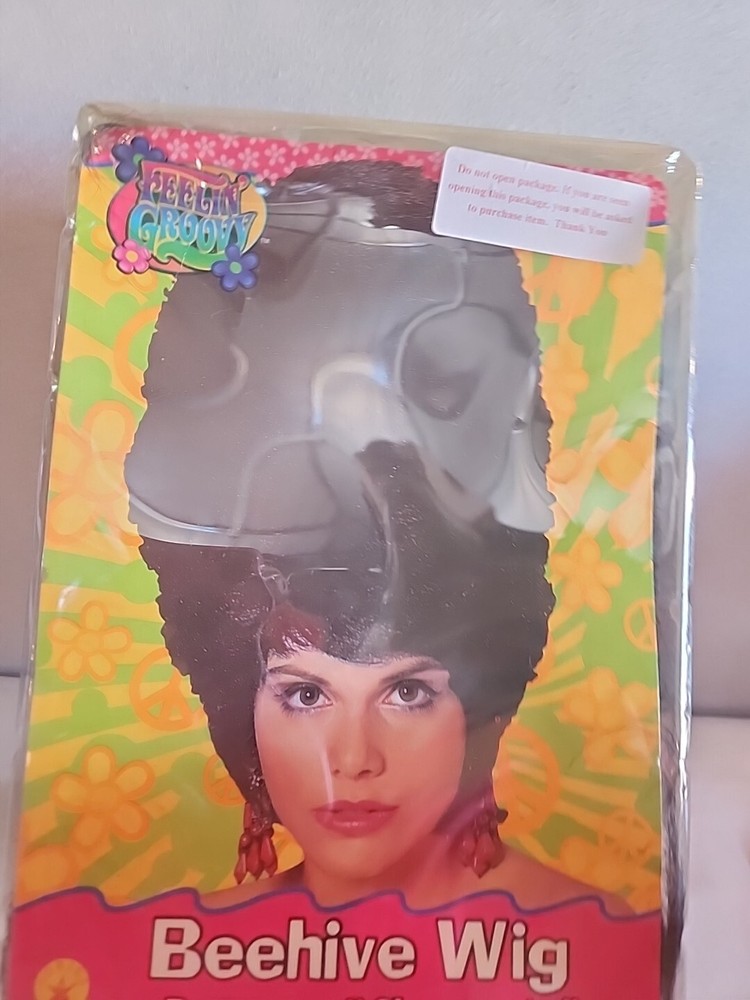 FEELIN'
GROOVY
Do not open package. If you are seen
opening this package, you will be asked
to purchase item. Thank You
Beehive Wig